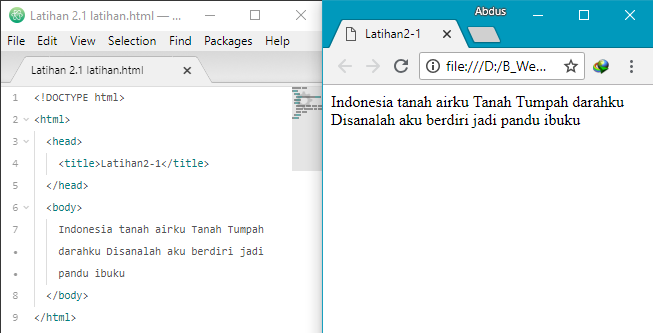 Latihan 2.1 latihan.html — ...
File Edit View Selection Find Packages Help
Latihan 2.1 latihan.html
1 <!DOCTYPE html>
2 <html>
3 <head>
4 <title>Latihan2-1</title>
5 </head>
6 <body>
7 Indonesia tanah airku Tanah Tumpah
• darahku Disanalah aku berdiri jadi
• pandu ibuku
8 </body>
9 </html>
Abdus
Latihan2-1
file:///D:/B_We...
Indonesia tanah airku Tanah Tumpah darahku
Disanalah aku berdiri jadi pandu ibuku